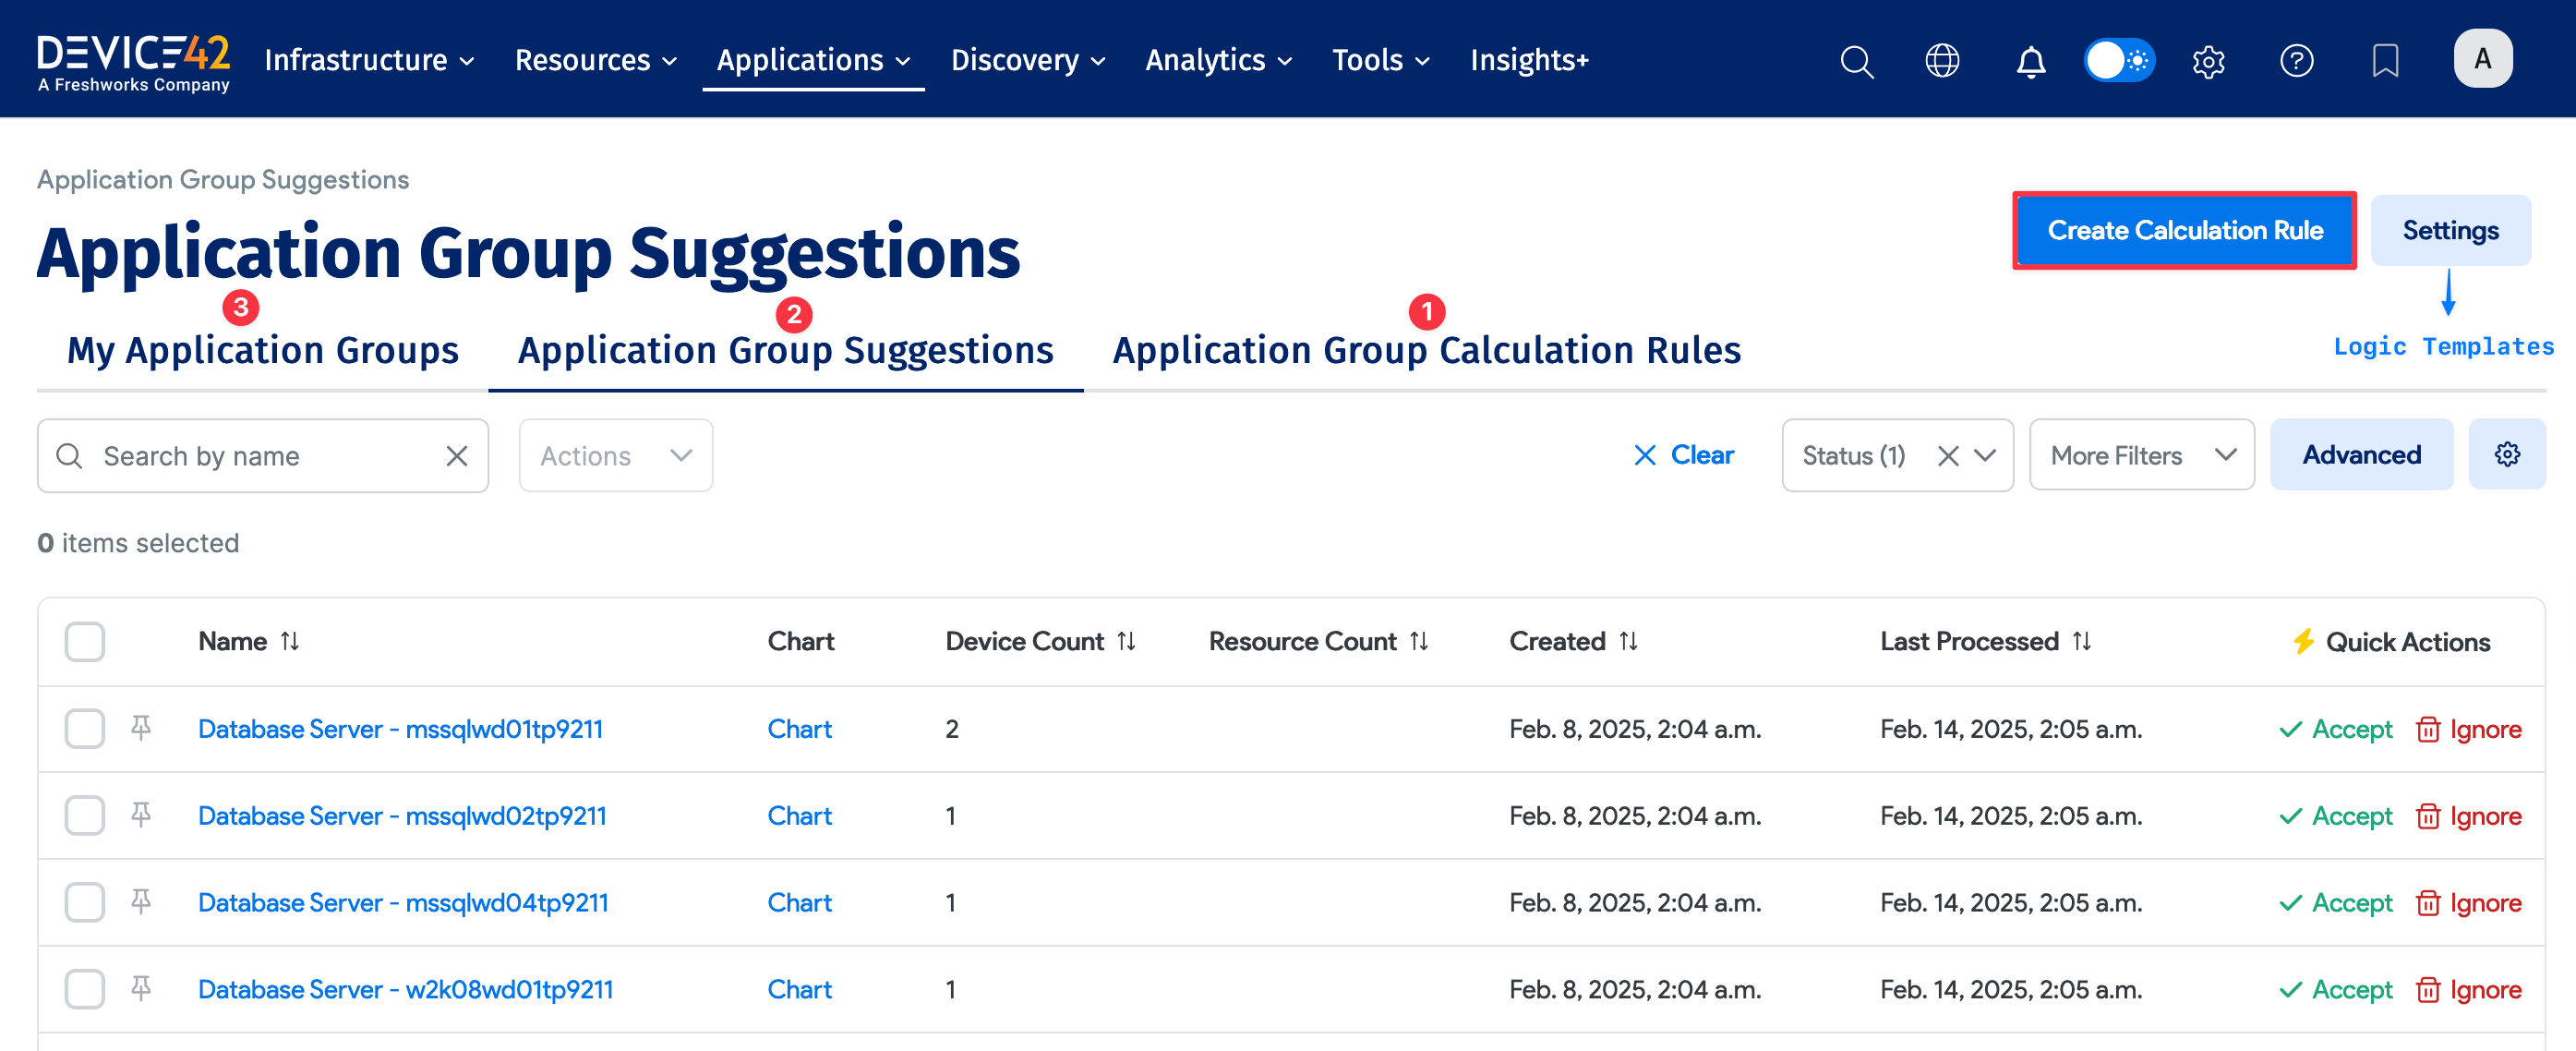 DEVICE42
A Freshworks Company
Infrastructure Resources Applications Discovery Analytics Tools Insights+
A
Application Group Suggestions
Application Group Suggestions
Create Calculation Rule
Settings
Logic Templates
3
2
1
My Application Groups Application Group Suggestions Application Group Calculation Rules
Search by name Actions Clear Status (1) More Filters Advanced
0 items selected
Name Chart Device Count Resource Count Created Last Processed Quick Actions
Database Server - mssqlwd01tp9211 Chart 2 Feb. 8, 2025, 2:04 a.m. Feb. 14, 2025, 2:05 a.m. Accept Ignore
Database Server - mssqlwd02tp9211 Chart 1 Feb. 8, 2025, 2:04 a.m. Feb. 14, 2025, 2:05 a.m. Accept Ignore
Database Server - mssqlwd04tp9211 Chart 1 Feb. 8, 2025, 2:04 a.m. Feb. 14, 2025, 2:05 a.m. Accept Ignore
Database Server - w2k08wd01tp9211 Chart 1 Feb. 8, 2025, 2:04 a.m. Feb. 14, 2025, 2:05 a.m. Accept Ignore